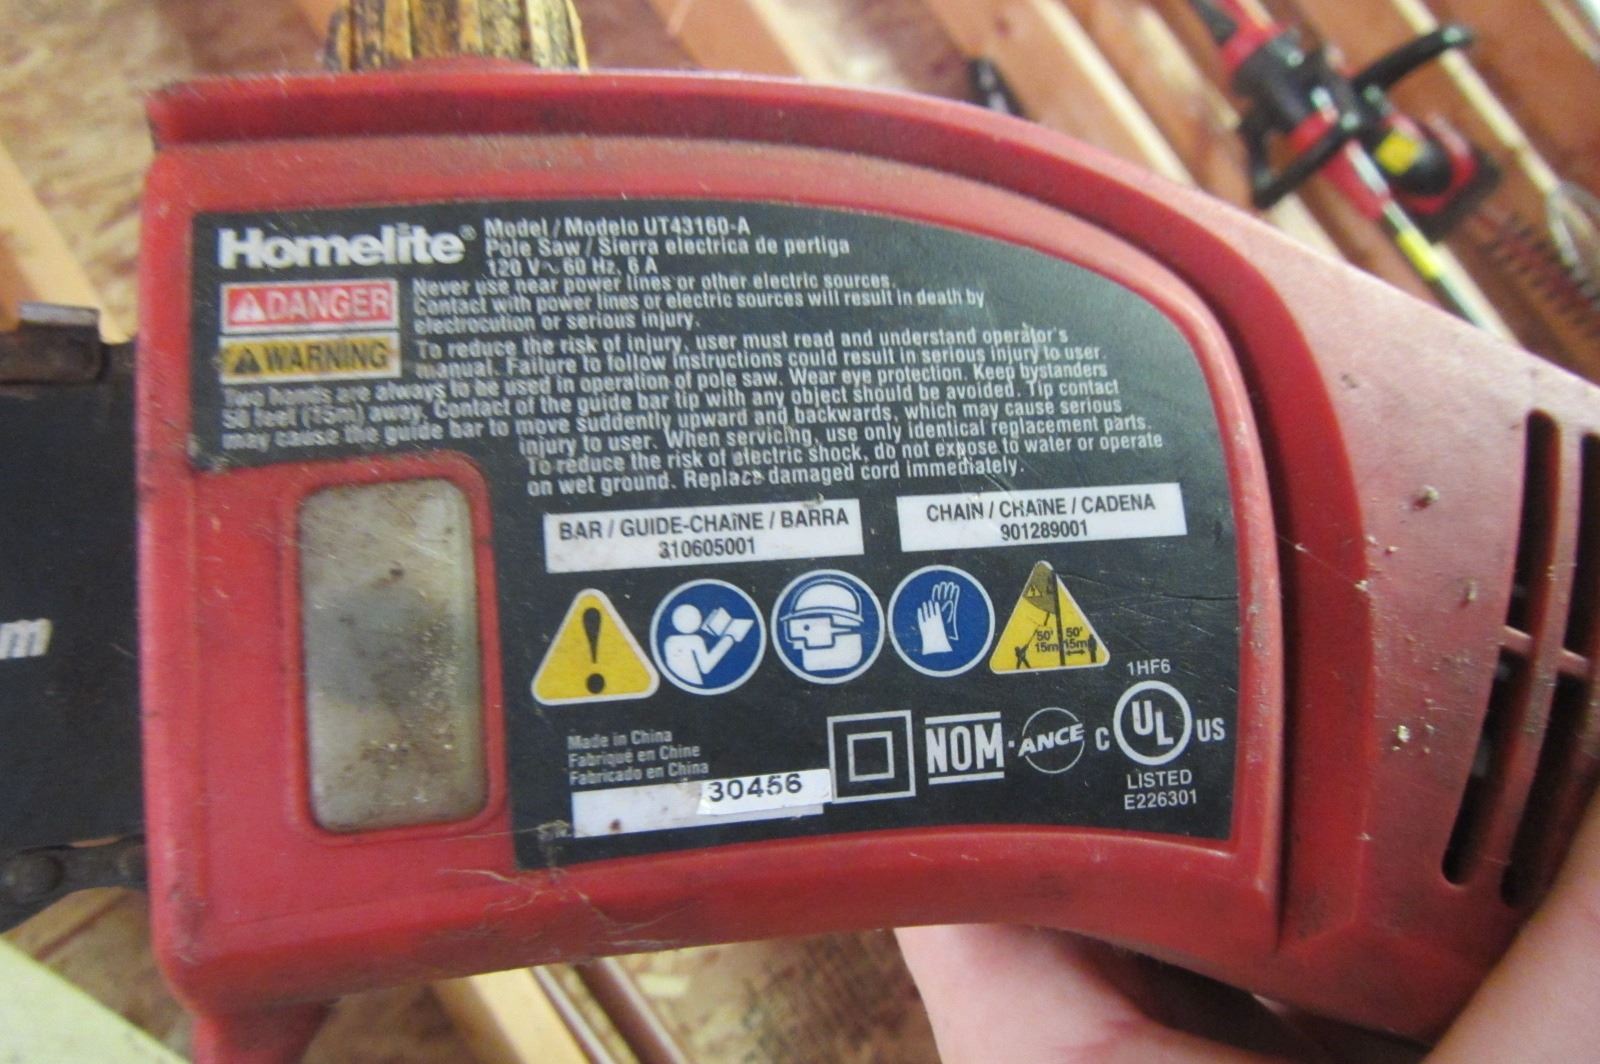 Homelite®
Model / Modelo UT43160-A
Pole Saw / Sierra electrica de pertiga
120 V ~ 60 Hz, 6 A
DANGER
Never use near power lines or other electric sources.
Contact with power lines or electric sources will result in death by
electrocution or serious injury.
WARNING
To reduce the risk of injury, user must read and understand operator's
manual. Failure to follow instructions could result in serious injury to user.
Two hands are always to be used in operation of pole saw. Wear eye protection. Keep bystanders
50 feet (15m) away. Contact of the guide bar tip with any object should be avoided. Tip contact
may cause the guide bar to move suddenly upward and backwards, which may cause serious
injury to user. When servicing, use only identical replacement parts.
To reduce the risk of electric shock, do not expose to water or operate
on wet ground. Replace damaged cord immediately.
BAR / GUIDE-CHAÎNE / BARRA
310605001
CHAIN / CHAÎNE / CADENA
901289001
50' 50'
15m 15m
1HF6
Made in China
Fabriqué en Chine
Fabricado en China
30456
NOM-ANCE
C UL US
LISTED
E226301